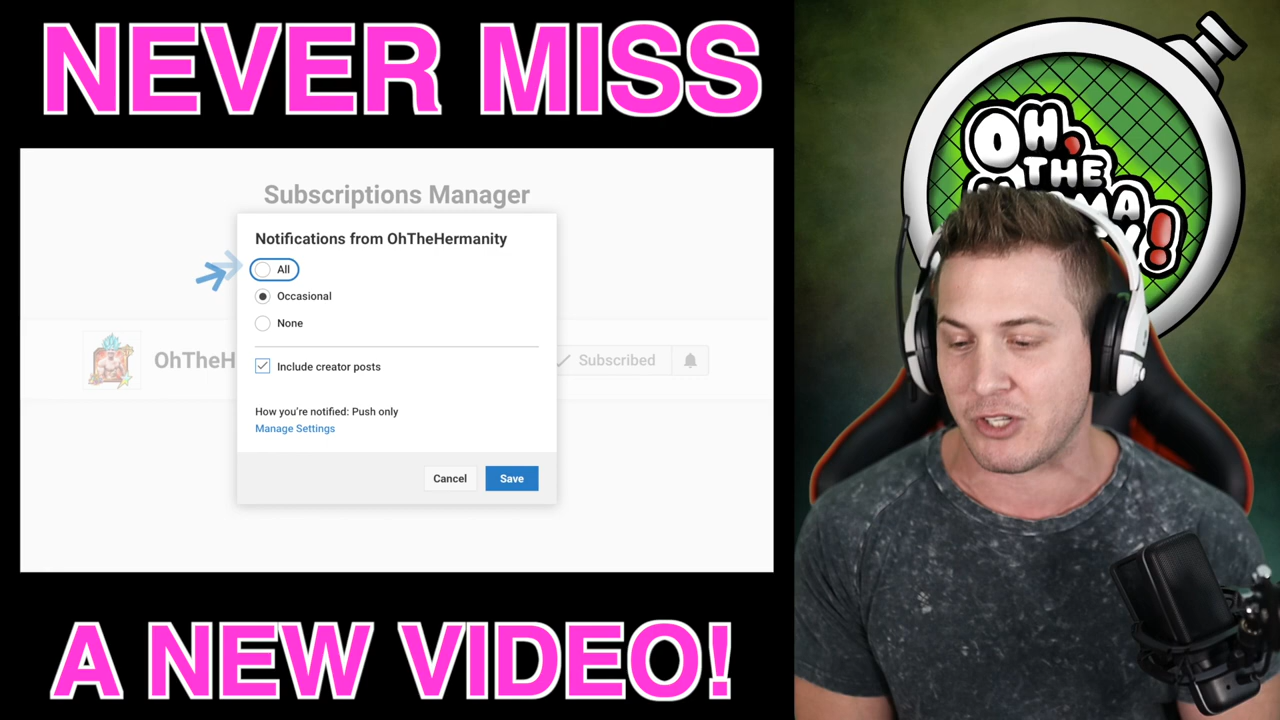 NEVER MISS
Subscriptions Manager
Notifications from OhTheHermanity
All
Occasional
None
OhTheH
Subscribed
Include creator posts
How you're notified: Push only
Manage Settings
Cancel
Save
A NEW VIDEO!
OH,
THE
!